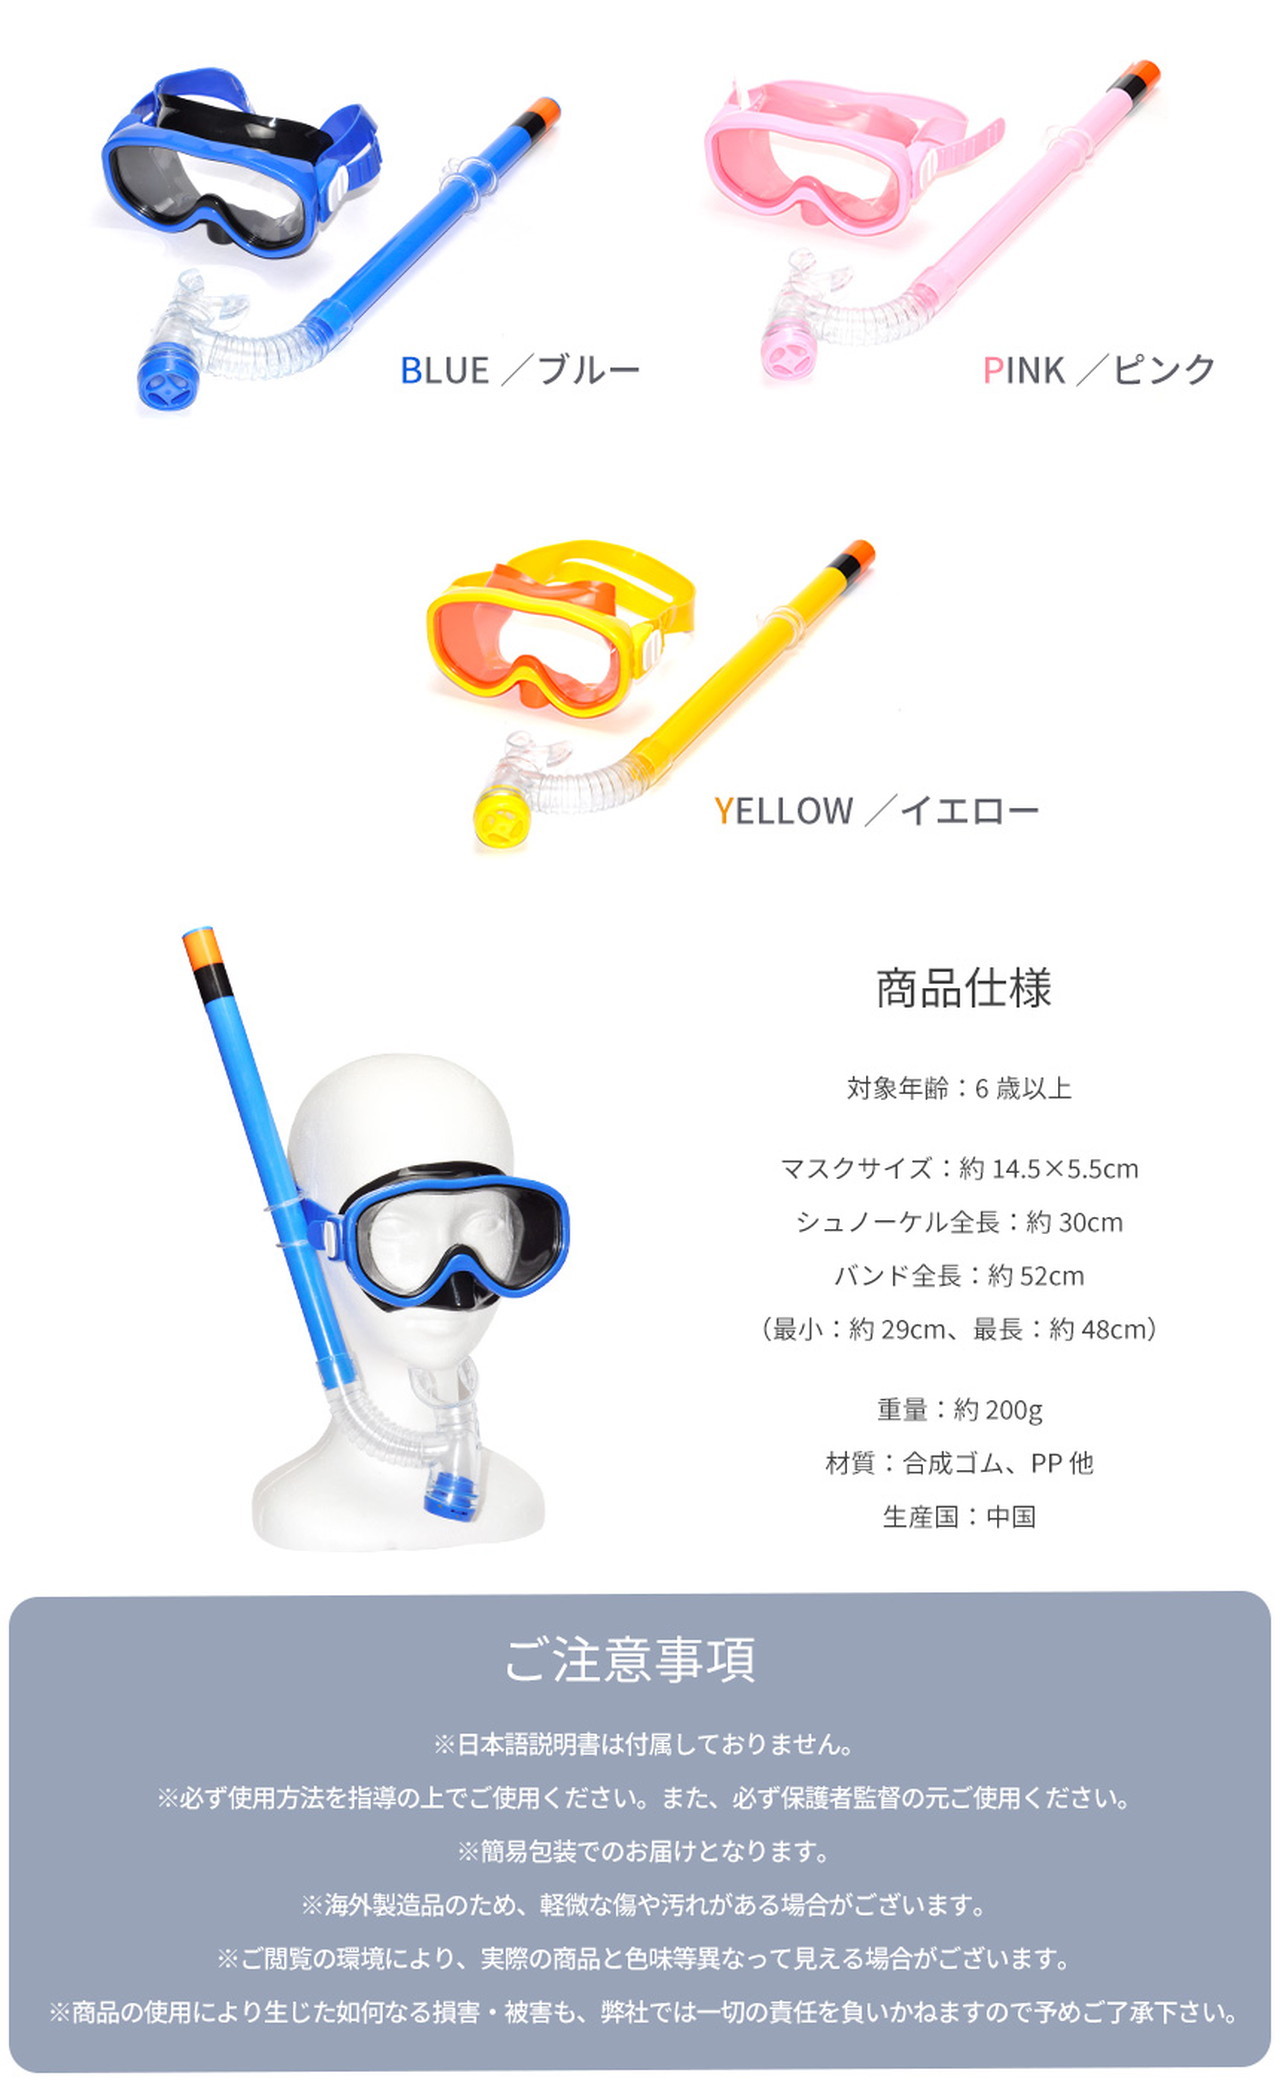 BLUE ／ブルー
PINK ／ピンク
YELLOW ／イエロー
商品仕様
対象年齢：6 歳以上
マスクサイズ：約 14.5×5.5cm
シュノーケル全長：約 30cm
バンド全長：約 52cm
（最小：約 29cm、最長：約 48cm）
重量：約 200g
材質：合成ゴム、PP 他
生産国：中国
ご注意事項
※日本語説明書は付属しておりません。
※必ず使用方法を指導の上でご使用ください。また、必ず保護者監督の元ご使用ください。
※簡易包装でのお届けとなります。
※海外製造品のため、軽微な傷や汚れがある場合がございます。
※ご閲覧の環境により、実際の商品と色味等異なって見える場合がございます。
※商品の使用により生じた如何なる損害・被害も、弊社では一切の責任を負いかねますので予めご了承下さい。